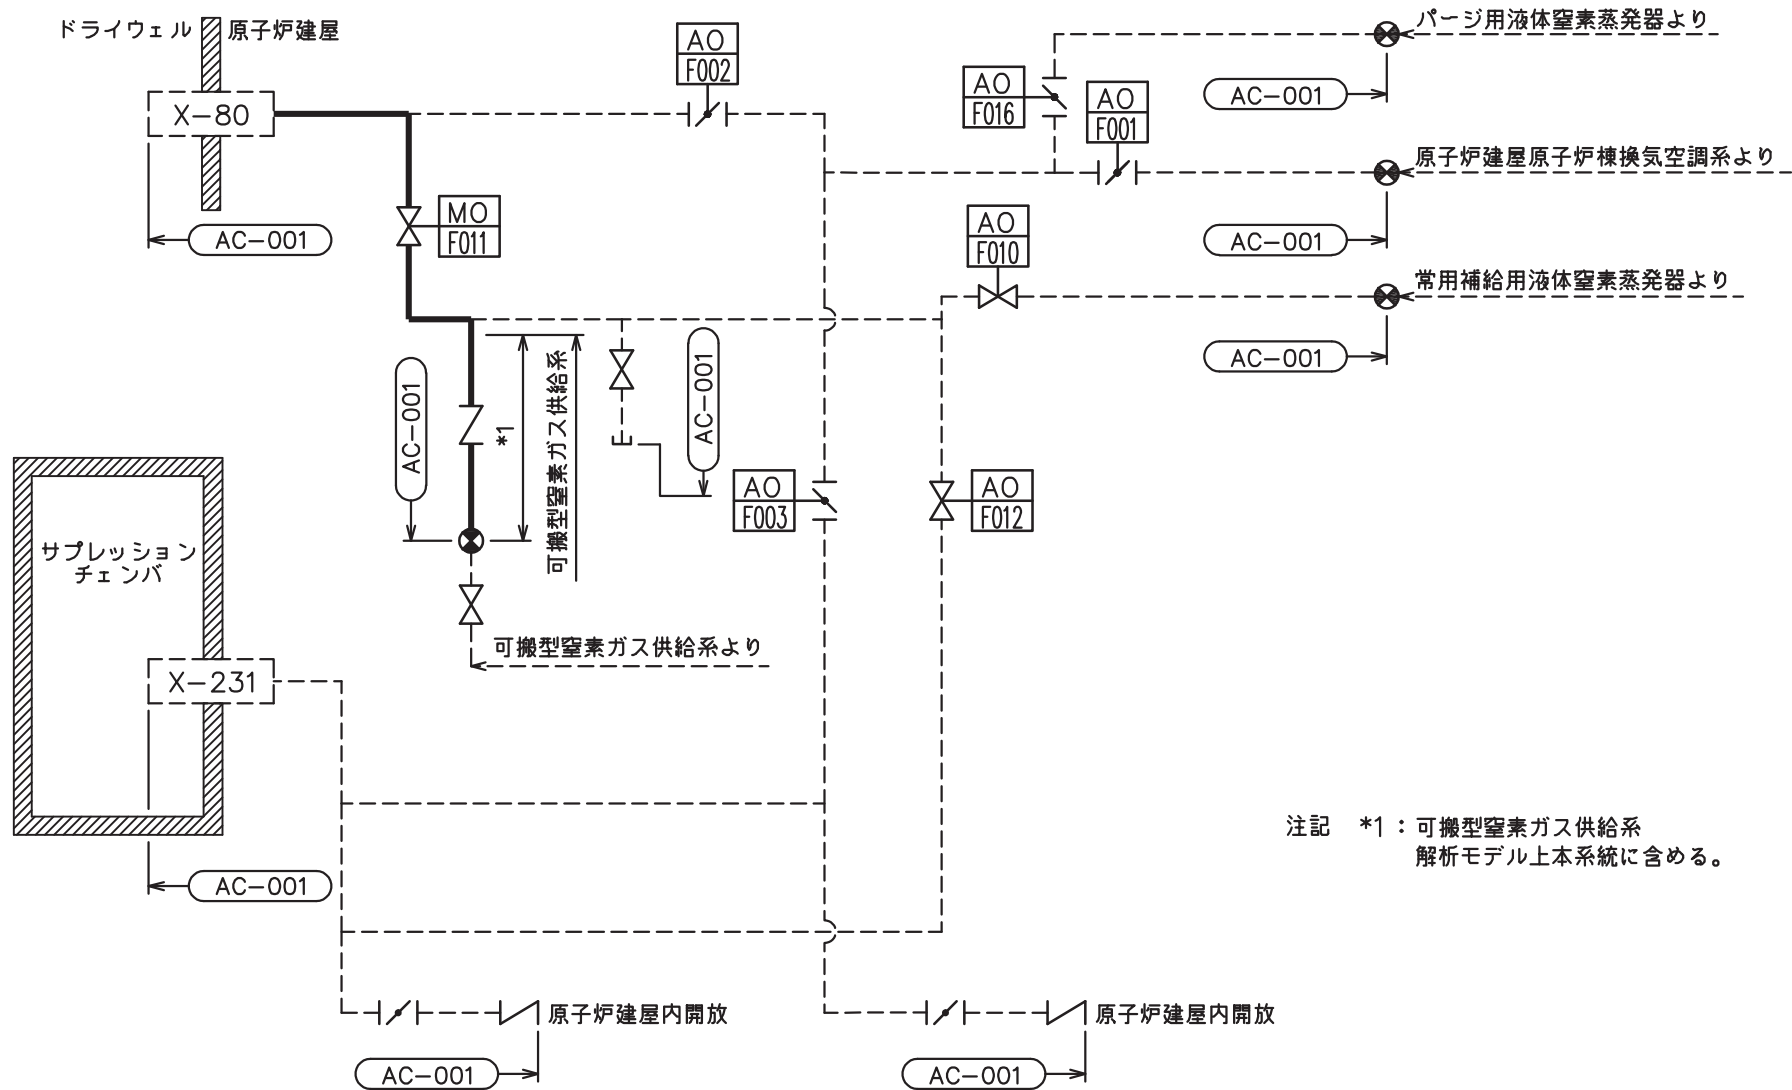 ドライウェル
原子炉建屋
AO
F002
パージ用液体窒素蒸発器より
AO
F016
AO
F001
AC-001
X-80
原子炉建屋原子炉棟換気空調系より
AC-001
MO
F011
AO
F010
AC-001
常用補給用液体窒素蒸発器より
AC-001
AC-001
*1
可搬型窒素ガス供給系
AC-001
AO
F003
AO
F012
サプレッション
チェンバ
可搬型窒素ガス供給系より
X-231
注記 *1:可搬型窒素ガス供給系
解析モデル上本系統に含める。
AC-001
原子炉建屋内開放
原子炉建屋内開放
AC-001
AC-001